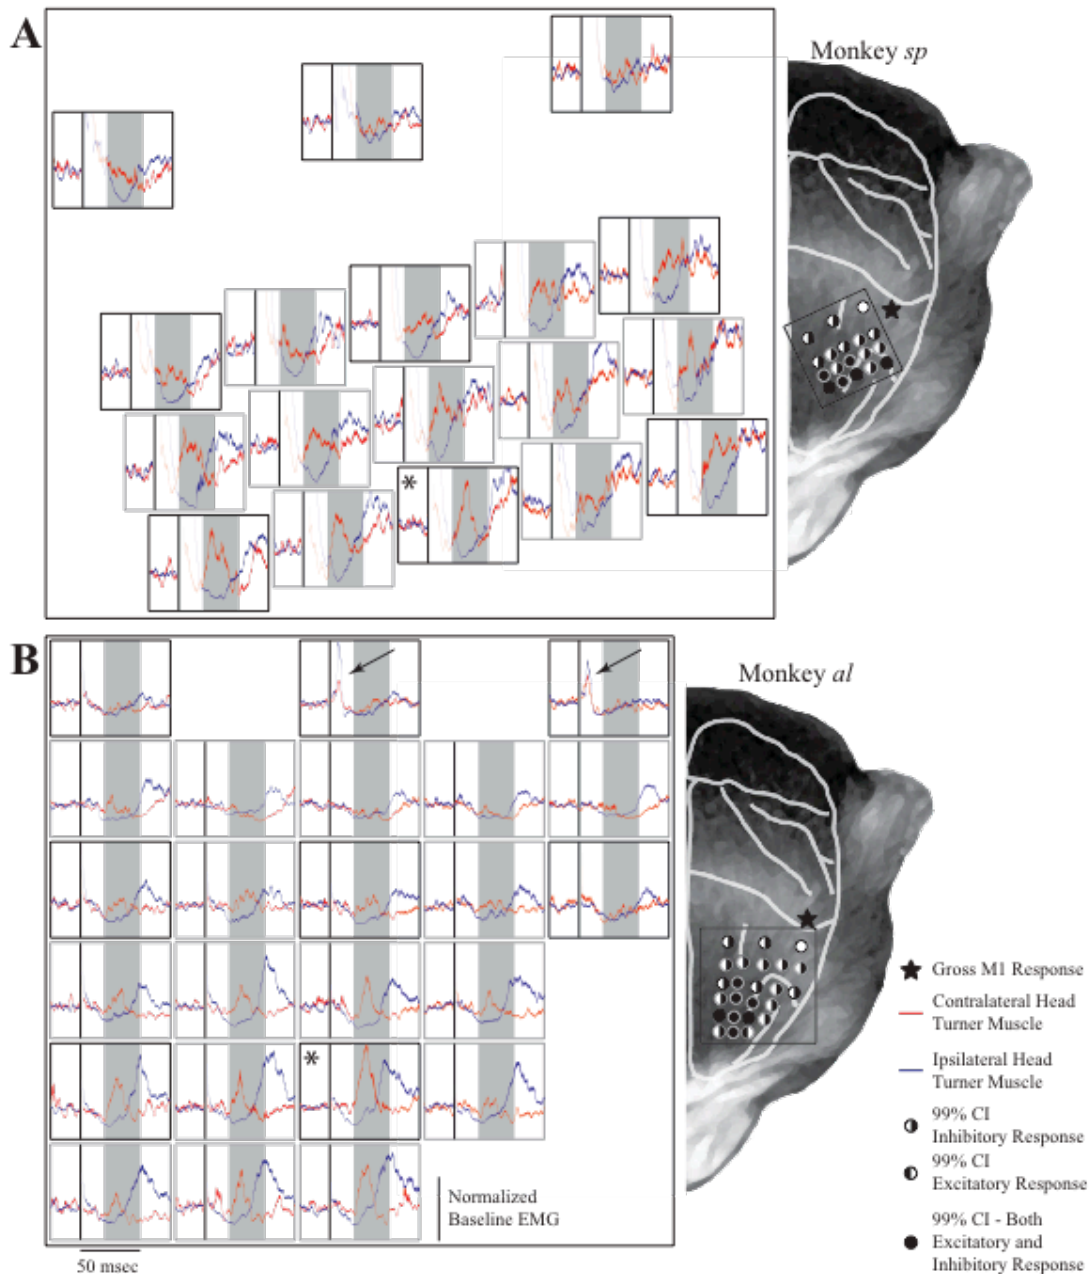 A
Monkey sp
*
B
Monkey al
*
Gross M1 Response
Contralateral Head
Turner Muscle
Ipsilateral Head
Turner Muscle
99% CI
Inhibitory Response
99% CI
Excitatory Response
99% CI - Both
Excitatory and
Inhibitory Response
Normalized
Baseline EMG
50 msec